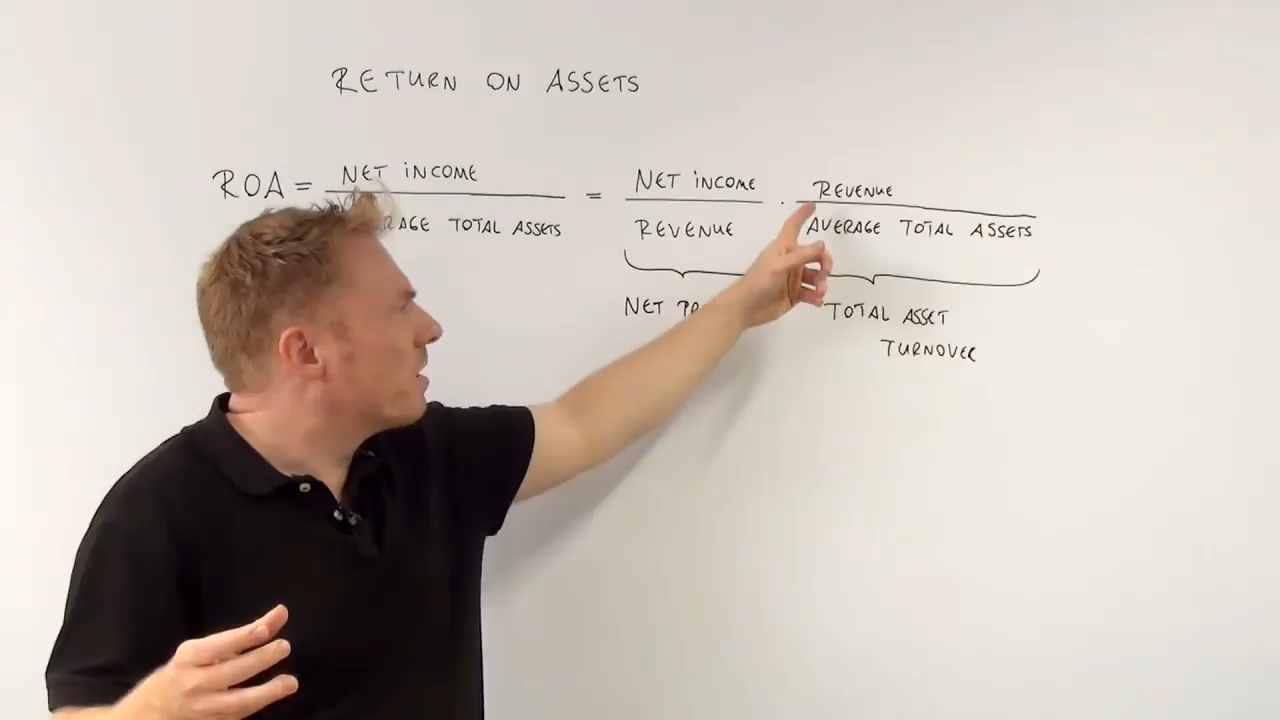 RETURN ON ASSETS
ROA = NET INCOME = NET INCOME · REVENUE
TOTAL ASSETS REVENUE AVERAGE TOTAL ASSETS
NET TOTAL ASSET
TURNOVER